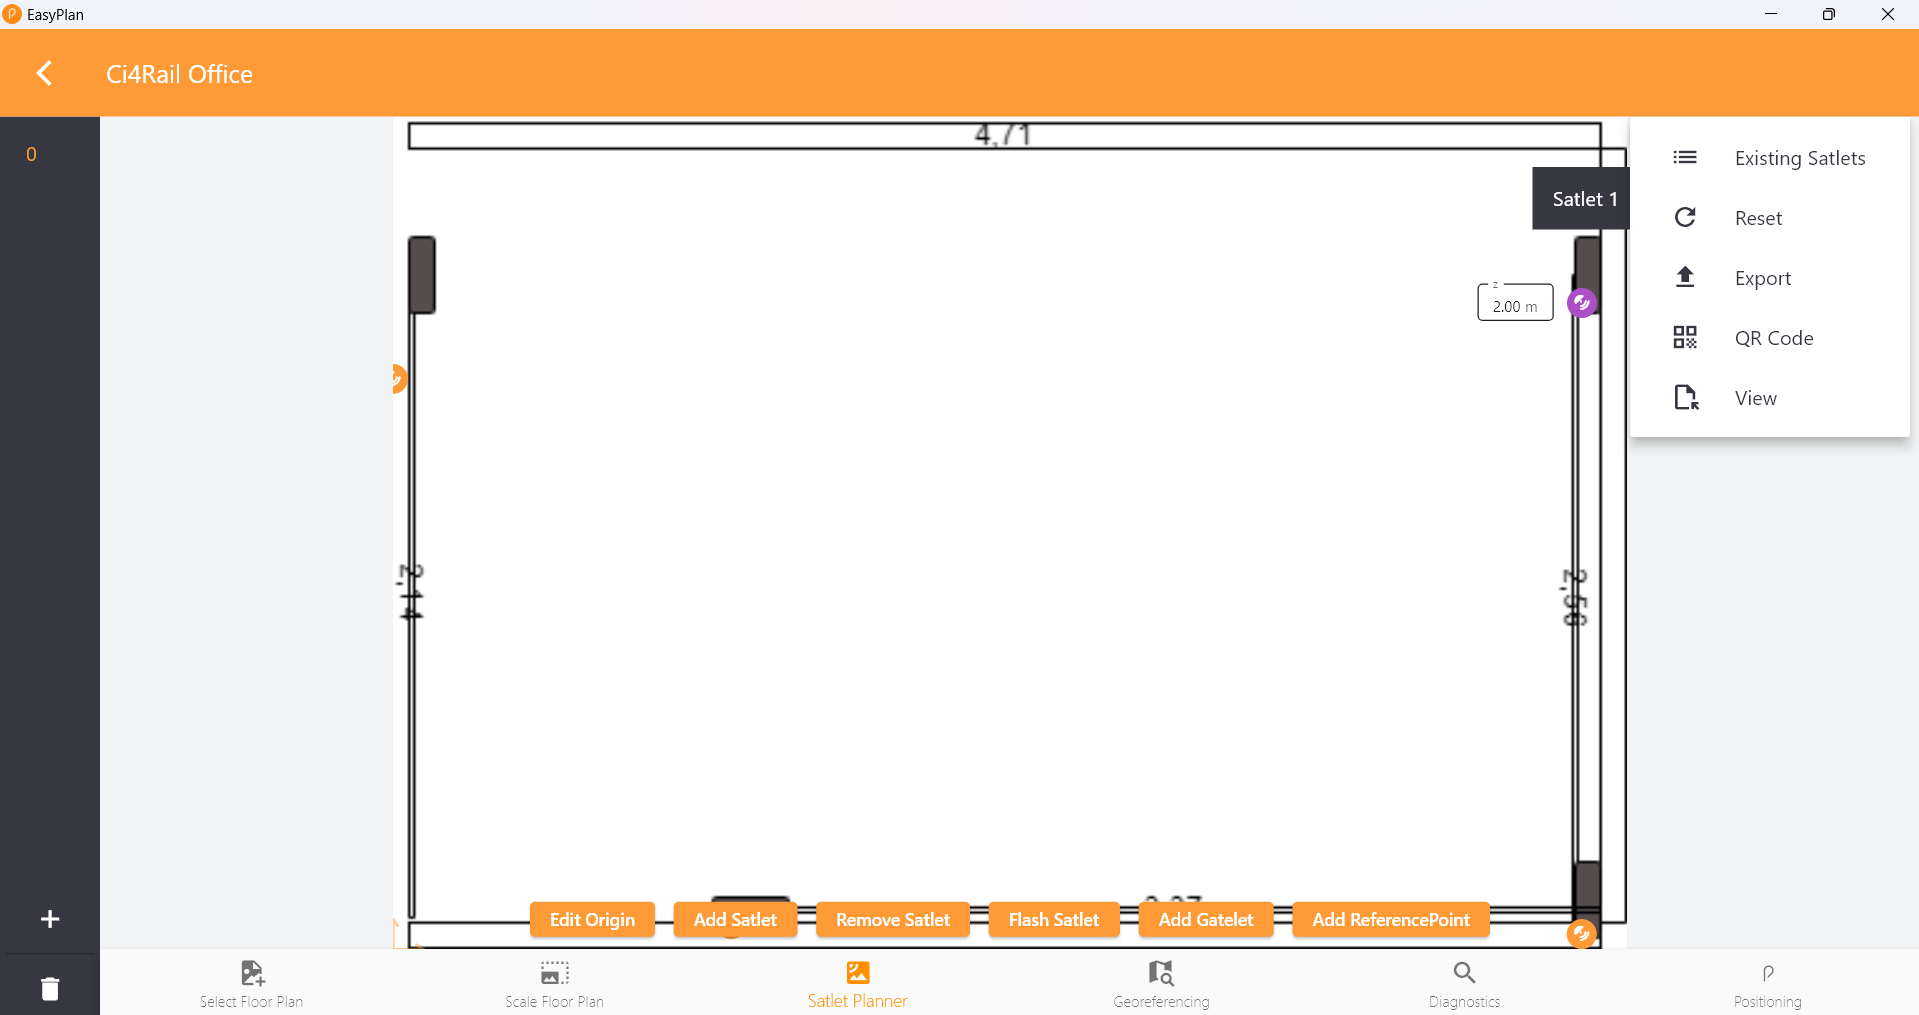 EasyPlan
Ci4Rail Office
0
4,71
Satlet 1
Existing Satlets
Reset
Export
QR Code
View
z
2.00 m
2,14
2,56
Edit Origin
Add Satlet
Remove Satlet
Flash Satlet
Add Gatelet
Add ReferencePoint
Select Floor Plan
Scale Floor Plan
Satlet Planner
Georeferencing
Diagnostics
Positioning